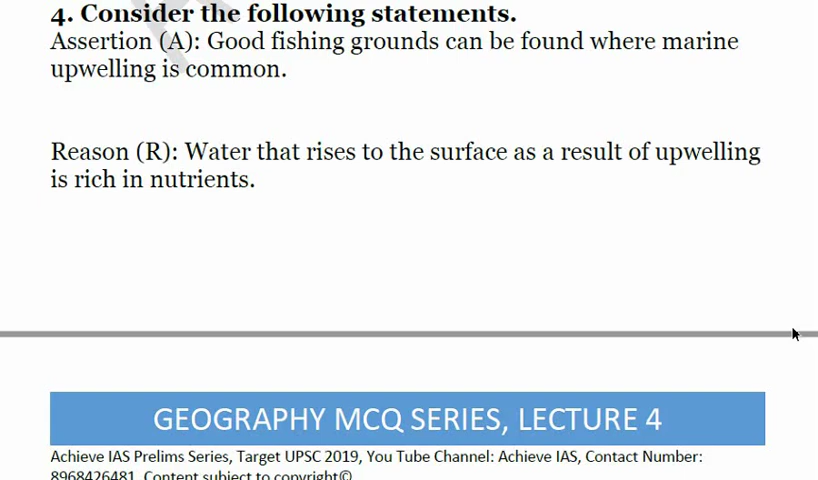 4. Consider the following statements.
Assertion (A): Good fishing grounds can be found where marine
upwelling is common.
Reason (R): Water that rises to the surface as a result of upwelling
is rich in nutrients.
GEOGRAPHY MCQ SERIES, LECTURE 4
Achieve IAS Prelims Series, Target UPSC 2019, You Tube Channel: Achieve IAS, Contact Number:
8968426481, Content subject to copyright©